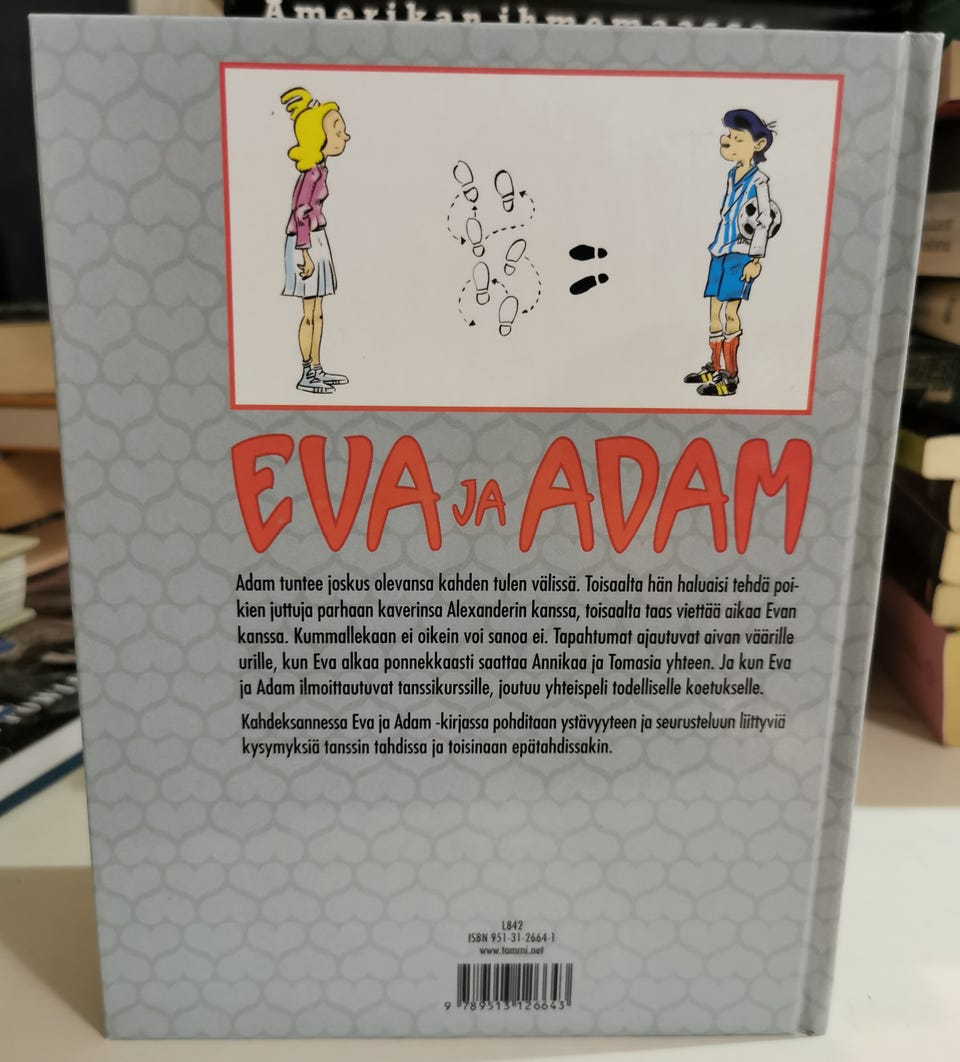 Amerikan ihmemaassa
EVA JA ADAM
Adam tuntee joskus olevansa kahden tulen välissä. Toisaalta hän haluaisi tehdä poi-
kien juttuja parhaan kaverinsa Alexanderin kanssa, toisaalta taas viettää aikaa Evan
kanssa. Kummallekaan ei oikein voi sanoa ei. Tapahtumat ajautuvat aivan väärille
urille, kun Eva alkaa ponnekkaasti saattaa Annikaa ja Tomasia yhteen. Ja kun Eva
ja Adam ilmoittautuvat tanssikurssille, joutuu yhteispeli todelliselle koetukselle.
Kahdeksannessa Eva ja Adam -kirjassa pohditaan ystävyyteen ja seurusteluun liittyviä
kysymyksiä tanssin tahdissa ja toisinaan epätahdissakin.
L842
ISBN 951-31-2664-1
www.tammi.net
9 789513 126643